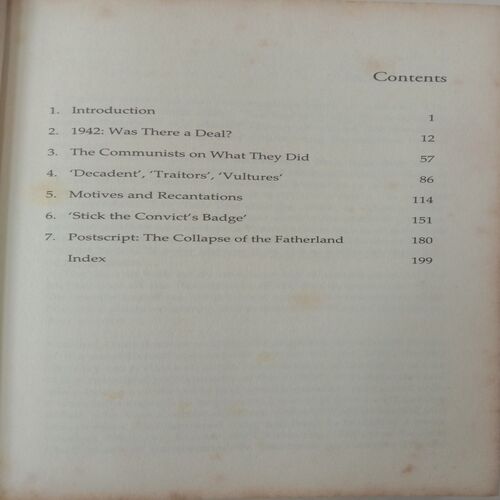 Contents
1. Introduction 1
2. 1942: Was There a Deal? 12
3. The Communists on What They Did 57
4. 'Decadent', 'Traitors', 'Vultures' 86
5. Motives and Recantations 114
6. 'Stick the Convict's Badge' 151
7. Postscript: The Collapse of the Fatherland 180
Index 199